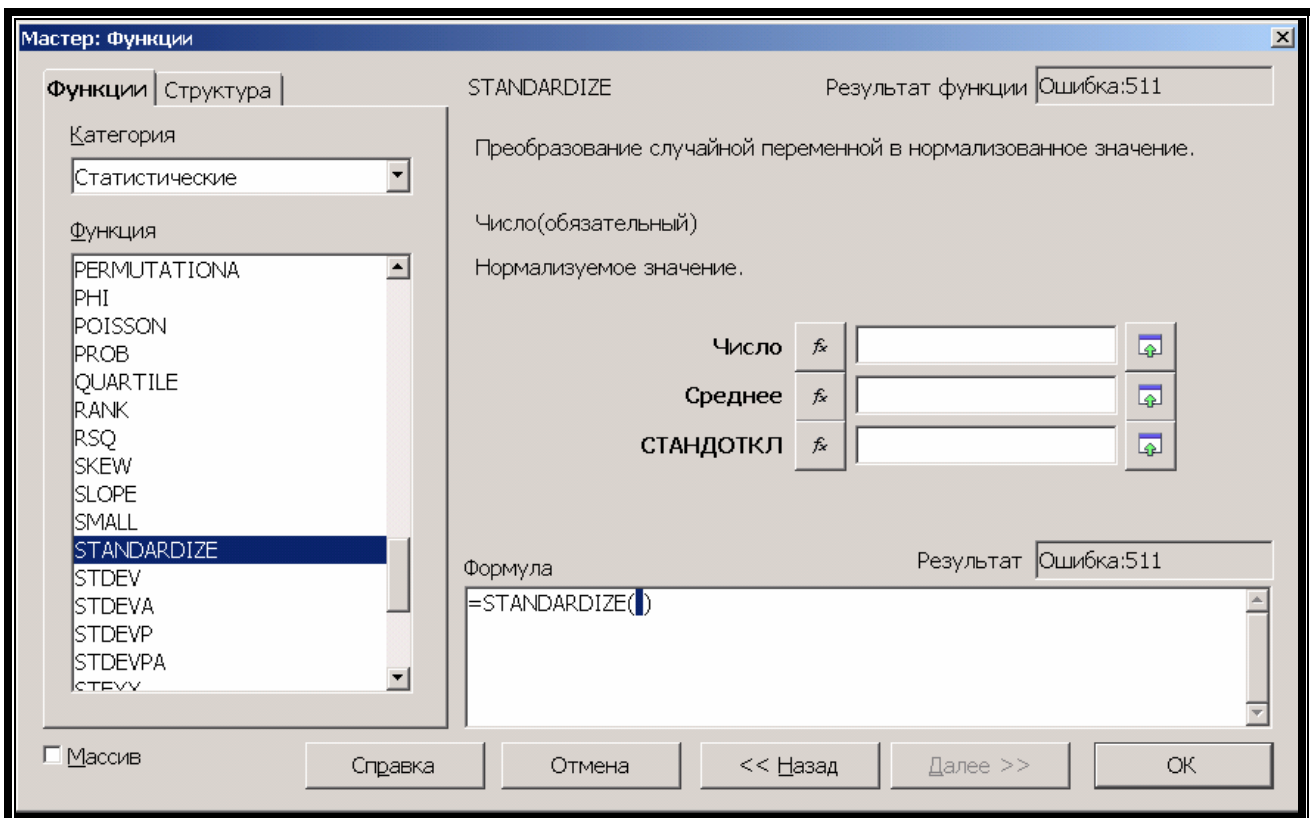 Мастер: Функции
Функции Структура
STANDARDIZE
Результат функции Ошибка:511
Категория
Статистические
Преобразование случайной переменной в нормализованное значение.
Функция
Число(обязательный)
Нормализуемое значение.
PERMUTATIONA
PHI
POISSON
PROB
QUARTILE
RANK
RSQ
SKEW
SLOPE
SMALL
STANDARDIZE
STDEV
STDEVA
STDEVP
STDEVPA
STEYX
Число
Среднее
СТАНДОТКЛ
Формула
Результат Ошибка:511
=STANDARDIZE( )
Массив
Справка
Отмена
<< Назад
Далее >>
ОК